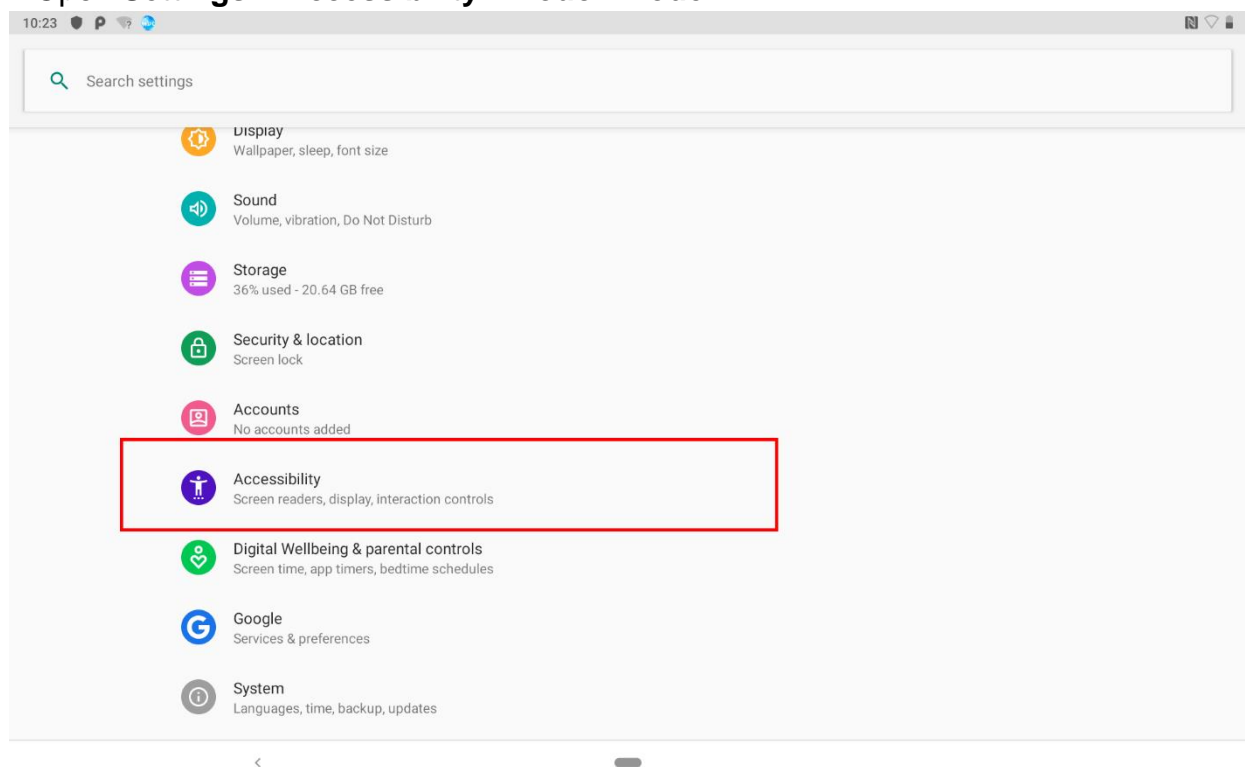 10:23
Search settings
Display
Wallpaper, sleep, font size
Sound
Volume, vibration, Do Not Disturb
Storage
36% used - 20.64 GB free
Security & location
Screen lock
Accounts
No accounts added
Accessibility
Screen readers, display, interaction controls
Digital Wellbeing & parental controls
Screen time, app timers, bedtime schedules
Google
Services & preferences
System
Languages, time, backup, updates